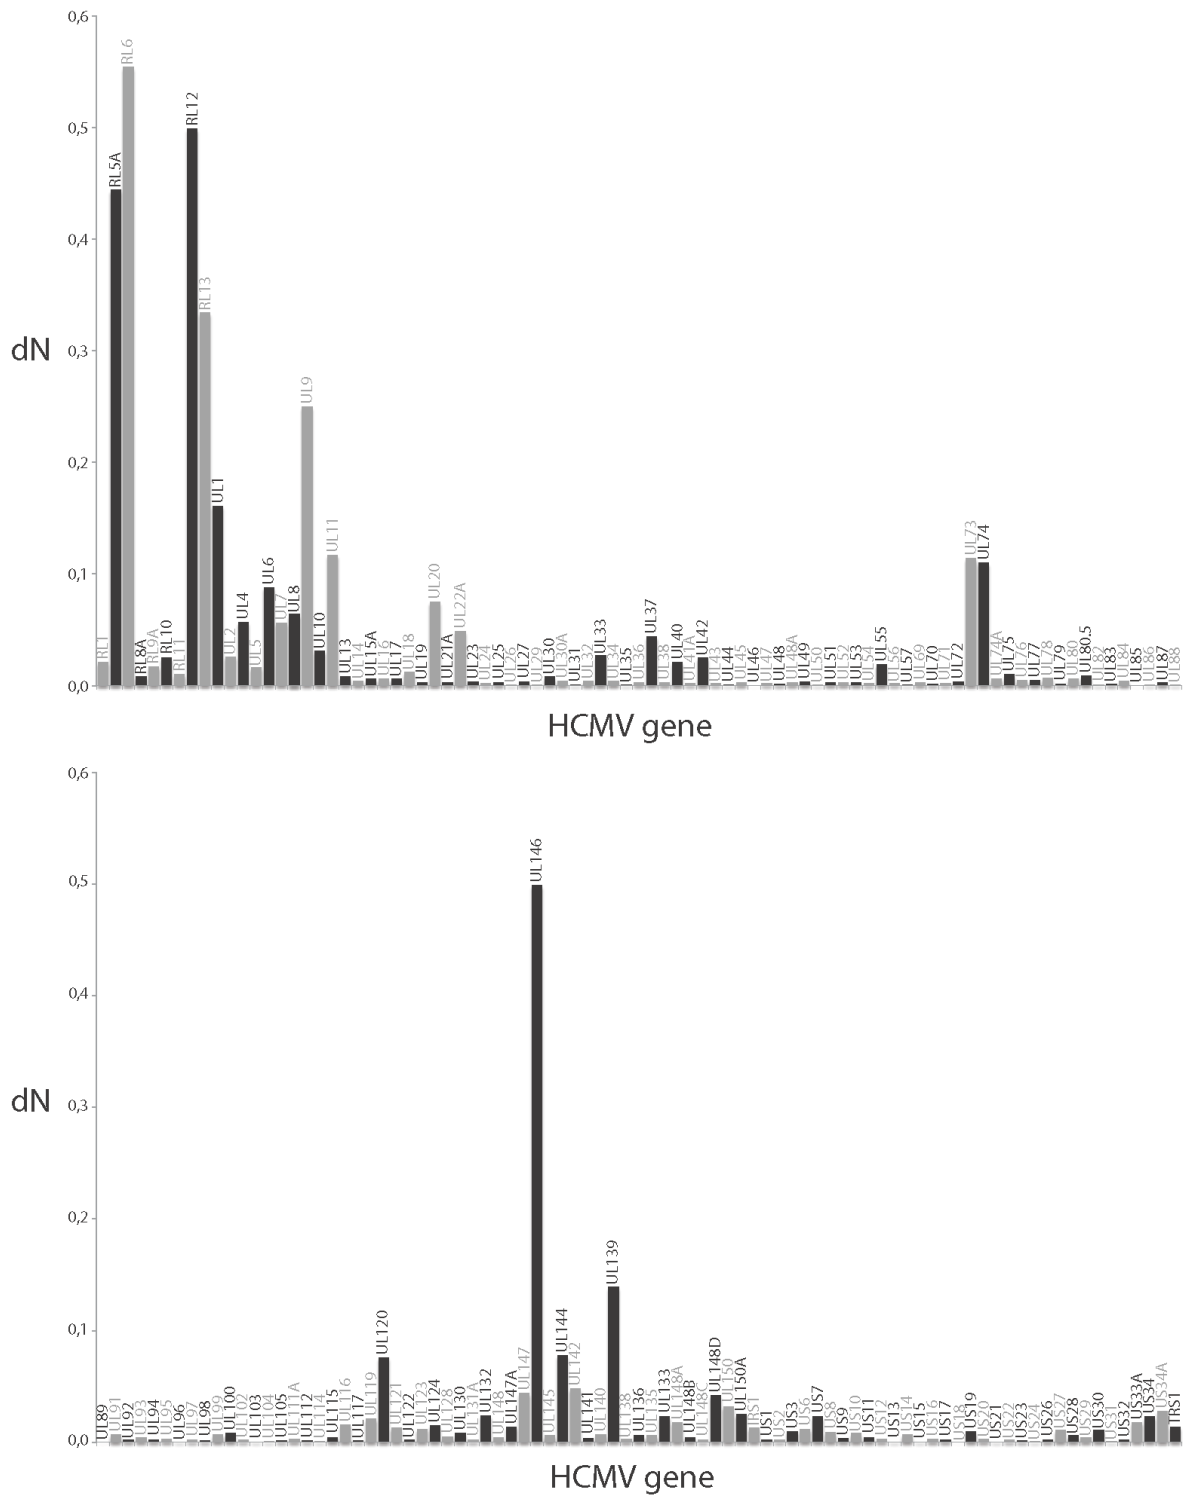 0,6
0,5
0,4
0,3
0,2
0,1
0,0
dN
RL1
RL5A
RL6
RL8A
RL9A
RL10
RL11
RL12
RL13
UL1
UL2
UL4
UL5
UL6
UL7
UL8
UL9
UL10
UL11
UL13
UL14
UL15A
UL16
UL17
UL18
UL19
UL20
UL21A
UL22A
UL23
UL24
UL25
UL26
UL27
UL29
UL30
UL30A
UL31
UL32
UL33
UL34
UL35
UL36
UL37
UL38
UL40
UL41A
UL42
UL43
UL44
UL45
UL46
UL47
UL48
UL48A
UL49
UL50
UL51
UL52
UL53
UL54
UL55
UL56
UL57
UL69
UL70
UL71
UL72
UL73
UL74
UL74A
UL75
UL76
UL77
UL78
UL79
UL80
UL80.5
UL82
UL83
UL84
UL85
UL86
UL87
UL88
HCMV gene
0,6
0,5
0,4
0,3
0,2
0,1
0,0
dN
UL89
UL91
UL92
UL93
UL94
UL95
UL96
UL97
UL98
UL99
UL100
UL102
UL103
UL104
UL105
UL111A
UL112
UL114
UL115
UL116
UL117
UL119
UL120
UL121
UL122
UL123
UL124
UL128
UL130
UL131A
UL132
UL148
UL147A
UL147
UL146
UL145
UL144
UL142
UL141
UL140
UL139
UL138
UL136
UL135
UL133
UL148A
UL148B
UL148C
UL148D
UL150
UL150A
IRS1
US1
US2
US3
US6
US7
US8
US9
US10
US11
US12
US13
US14
US15
US16
US17
US18
US19
US20
US21
US22
US23
US24
US26
US27
US28
US29
US30
US31
US32
US33A
US34
US34A
TRS1
HCMV gene